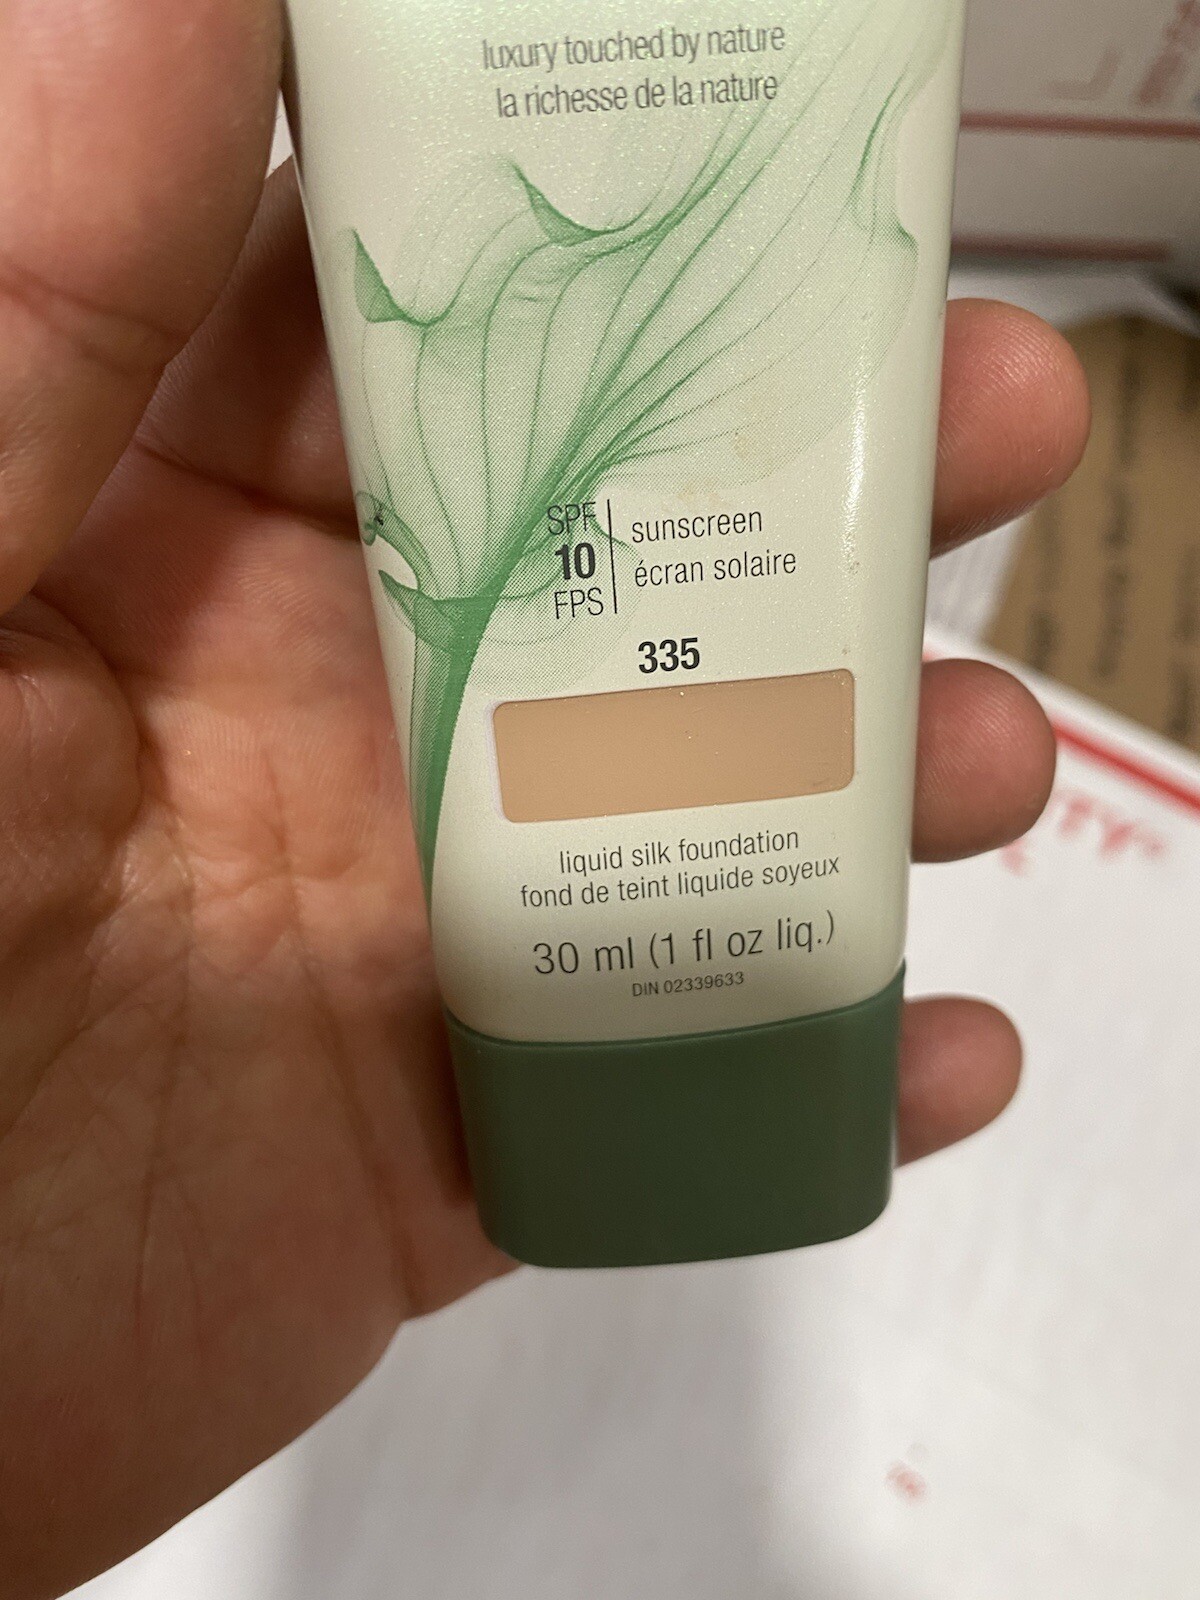 luxury touched by nature
la richesse de la nature
SPF
10
FPS
sunscreen
écran solaire
335
liquid silk foundation
fond de teint liquide soyeux
30 ml (1 fl oz liq.)
DIN 02339633